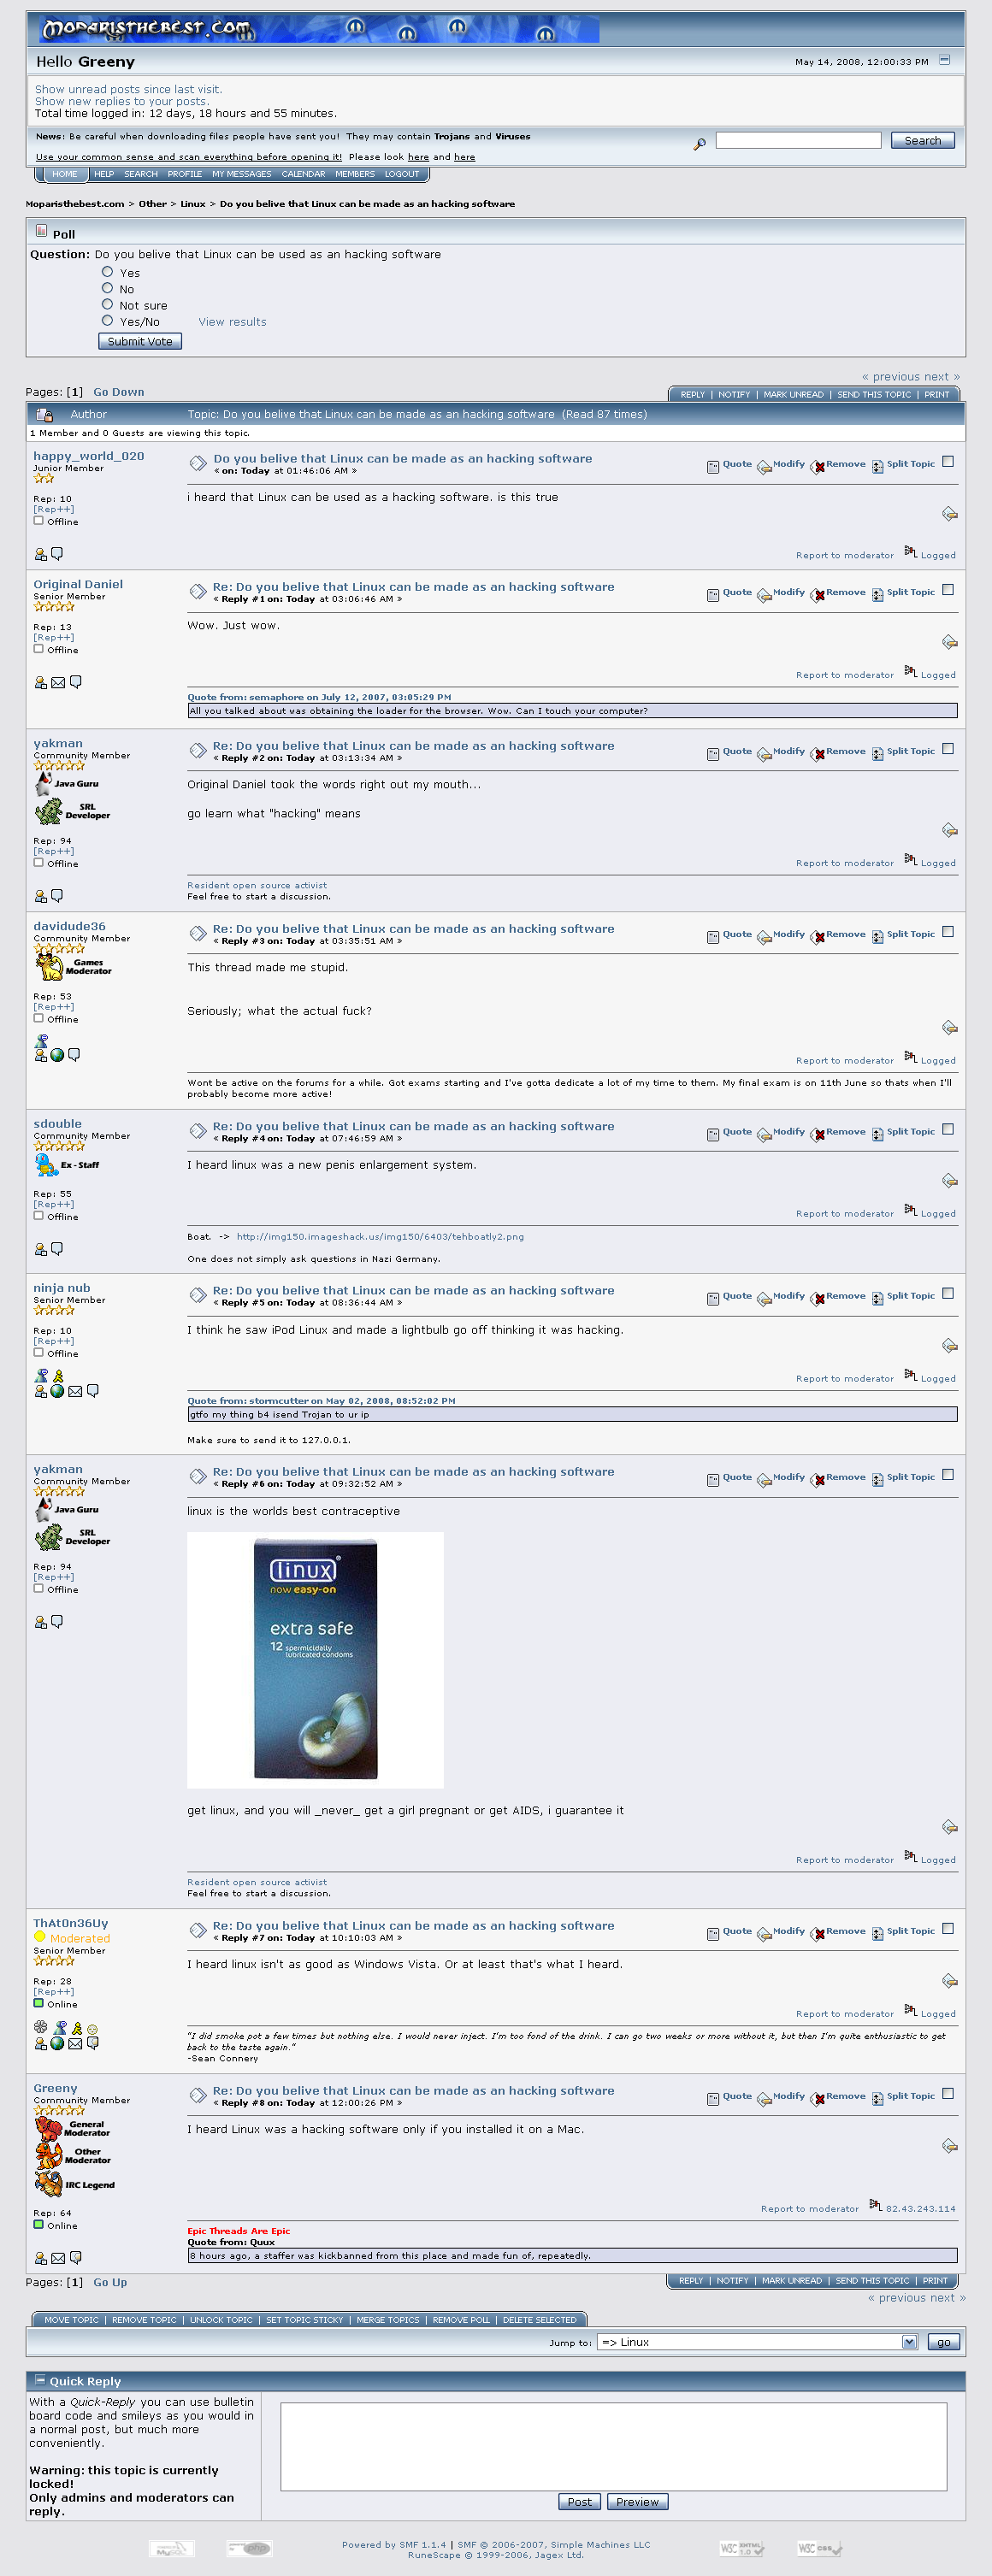 Moparisthebest.com
Hello Greeny
May 14, 2008, 12:00:33 PM
Show unread posts since last visit.
Show new replies to your posts.
Total time logged in: 12 days, 18 hours and 55 minutes.
News: Be careful when downloading files people have sent you! They may contain Trojans and Viruses
Use your common sense and scan everything before opening it! Please look here and here
Search
HOME HELP SEARCH PROFILE MY MESSAGES CALENDAR MEMBERS LOGOUT
Moparisthebest.com > Other > Linux > Do you belive that Linux can be made as an hacking software
Poll
Question: Do you belive that Linux can be used as an hacking software
Yes
No
Not sure
Yes/No View results
Submit Vote
« previous next »
Pages: [1] Go Down
REPLY | NOTIFY | MARK UNREAD | SEND THIS TOPIC | PRINT
Author Topic: Do you belive that Linux can be made as an hacking software (Read 87 times)
1 Member and 0 Guests are viewing this topic.
happy_world_020
Junior Member
Rep: 10
[Rep++]
Offline
Do you belive that Linux can be made as an hacking software
« on: Today at 01:46:06 AM »
Quote Modify Remove Split Topic
i heard that Linux can be used as a hacking software. is this true
Report to moderator Logged
Original Daniel
Senior Member
Rep: 13
[Rep++]
Offline
Re: Do you belive that Linux can be made as an hacking software
« Reply #1 on: Today at 03:06:46 AM »
Quote Modify Remove Split Topic
Wow. Just wow.
Report to moderator Logged
Quote from: semaphore on July 12, 2007, 03:05:29 PM
All you talked about was obtaining the loader for the browser. Wow. Can I touch your computer?
yakman
Community Member
Java Guru
SRL
Developer
Rep: 94
[Rep++]
Offline
Re: Do you belive that Linux can be made as an hacking software
« Reply #2 on: Today at 03:13:34 AM »
Quote Modify Remove Split Topic
Original Daniel took the words right out my mouth...
go learn what "hacking" means
Report to moderator Logged
Resident open source activist
Feel free to start a discussion.
davidude36
Community Member
Games
Moderator
Rep: 53
[Rep++]
Offline
Re: Do you belive that Linux can be made as an hacking software
« Reply #3 on: Today at 03:35:51 AM »
Quote Modify Remove Split Topic
This thread made me stupid.
Seriously; what the actual fuck?
Report to moderator Logged
Wont be active on the forums for a while. Got exams starting and I've gotta dedicate a lot of my time to them. My final exam is on 11th June so thats when I'll
probably become more active!
sdouble
Community Member
Ex - Staff
Rep: 55
[Rep++]
Offline
Re: Do you belive that Linux can be made as an hacking software
« Reply #4 on: Today at 07:46:59 AM »
Quote Modify Remove Split Topic
I heard linux was a new penis enlargement system.
Report to moderator Logged
Boat. -> http://img150.imageshack.us/img150/6403/tehboatly2.png
One does not simply ask questions in Nazi Germany.
ninja nub
Senior Member
Rep: 10
[Rep++]
Offline
Re: Do you belive that Linux can be made as an hacking software
« Reply #5 on: Today at 08:36:44 AM »
Quote Modify Remove Split Topic
I think he saw iPod Linux and made a lightbulb go off thinking it was hacking.
Report to moderator Logged
Quote from: stormcutter on May 02, 2008, 08:52:02 PM
gtfo my thing b4 isend Trojan to ur ip
Make sure to send it to 127.0.0.1.
yakman
Community Member
Java Guru
SRL
Developer
Rep: 94
[Rep++]
Offline
Re: Do you belive that Linux can be made as an hacking software
« Reply #6 on: Today at 09:32:52 AM »
Quote Modify Remove Split Topic
linux is the worlds best contraceptive
linux
now easy-on
extra safe
12 spermicidally
lubricated condoms
get linux, and you will _never_ get a girl pregnant or get AIDS, i guarantee it
Report to moderator Logged
Resident open source activist
Feel free to start a discussion.
ThAt0n36Uy
Moderated
Senior Member
Rep: 28
[Rep++]
Online
Re: Do you belive that Linux can be made as an hacking software
« Reply #7 on: Today at 10:10:03 AM »
Quote Modify Remove Split Topic
I heard linux isn't as good as Windows Vista. Or at least that's what I heard.
Report to moderator Logged
"I did smoke pot a few times but nothing else. I would never inject. I'm too fond of the drink. I can go two weeks or more without it, but then I'm quite enthusiastic to get
back to the taste again."
-Sean Connery
Greeny
Community Member
General
Moderator
Other
Moderator
IRC Legend
Rep: 64
Online
Re: Do you belive that Linux can be made as an hacking software
« Reply #8 on: Today at 12:00:26 PM »
Quote Modify Remove Split Topic
I heard Linux was a hacking software only if you installed it on a Mac.
Report to moderator 82.43.243.114
Epic Threads Are Epic
Quote from: Quux
8 hours ago, a staffer was kickbanned from this place and made fun of, repeatedly.
Pages: [1] Go Up
REPLY | NOTIFY | MARK UNREAD | SEND THIS TOPIC | PRINT
« previous next »
MOVE TOPIC | REMOVE TOPIC | UNLOCK TOPIC | SET TOPIC STICKY | MERGE TOPICS | REMOVE POLL | DELETE SELECTED
Jump to: => Linux go
Quick Reply
With a Quick-Reply you can use bulletin
board code and smileys as you would in
a normal post, but much more
conveniently.
Warning: this topic is currently
locked!
Only admins and moderators can
reply.
Post Preview
MySQL
php
Powered by SMF 1.1.4 | SMF © 2006-2007, Simple Machines LLC
RuneScape © 1999-2006, Jagex Ltd.
W3C XHTML 1.0
W3C css